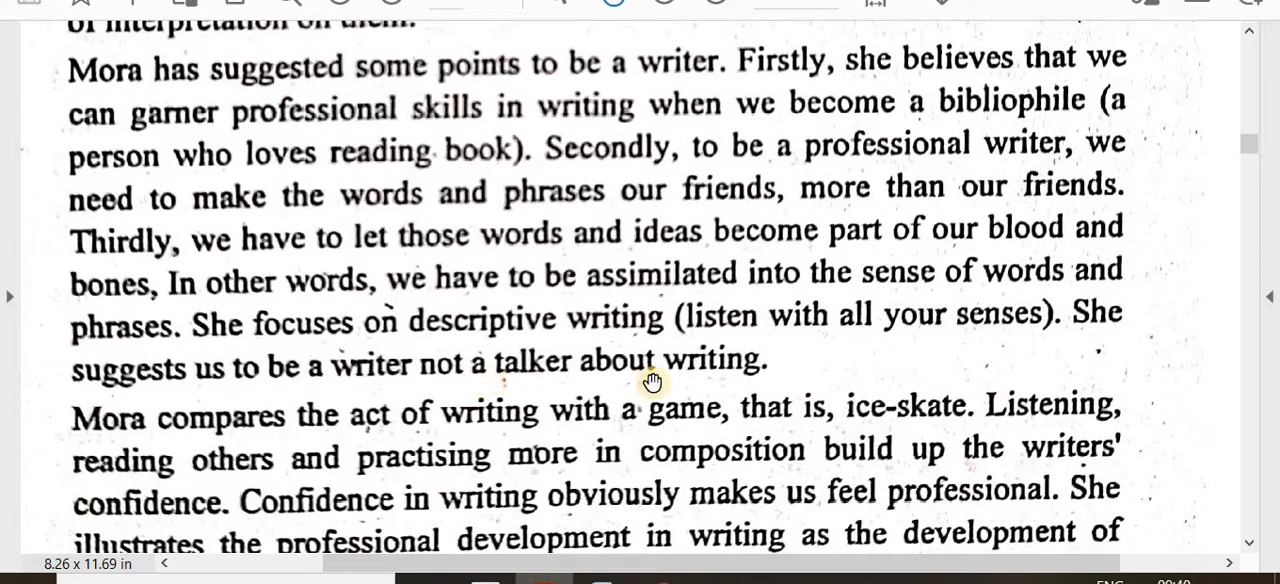 of interpretation on them.
Mora has suggested some points to be a writer. Firstly, she believes that we
can garner professional skills in writing when we become a bibliophile (a
person who loves reading book). Secondly, to be a professional writer, we
need to make the words and phrases our friends, more than our friends.
Thirdly, we have to let those words and ideas become part of our blood and
bones, In other words, we have to be assimilated into the sense of words and
phrases. She focuses on descriptive writing (listen with all your senses). She
suggests us to be a writer not a talker about writing.
Mora compares the act of writing with a game, that is, ice-skate. Listening,
reading others and practising more in composition build up the writers'
confidence. Confidence in writing obviously makes us feel professional. She
illustrates the professional development in writing as the development of
8.26 x 11.69 in